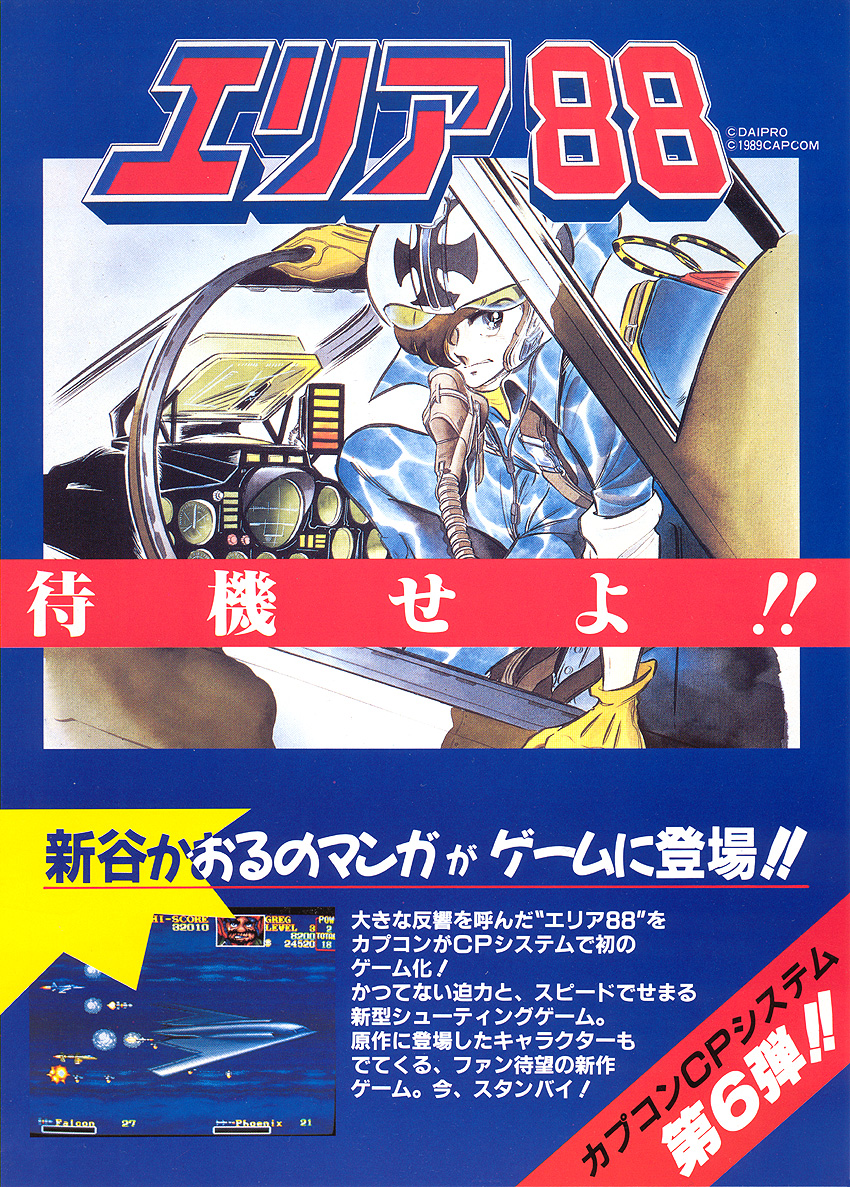 エリア88
©DAIPRO
©1989CAPCOM
待機せよ!!
新谷かおるのマンガがゲームに登場!!
HI-SCORE
32010
GREG
LEVEL 3
8200
$ 24520
POW
2
TOTAL
18
Falcon 27
Phoenix 21
大きな反響を呼んだ“エリア88”を
カプコンがCPシステムで初の
ゲーム化!
かつてない迫力と、スピードでせまる
新型シューティングゲーム。
原作に登場したキャラクターも
でてくる、ファン待望の新作
ゲーム。今、スタンバイ!
カプコンCPシステム
第6弾!!